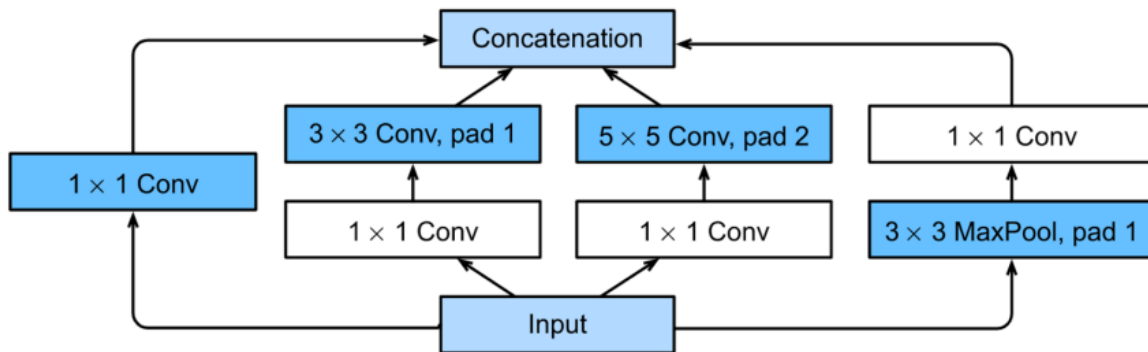 Concatenation
3 × 3 Conv, pad 1
5 × 5 Conv, pad 2
1 × 1 Conv
1 × 1 Conv
1 × 1 Conv
1 × 1 Conv
3 × 3 MaxPool, pad 1
Input